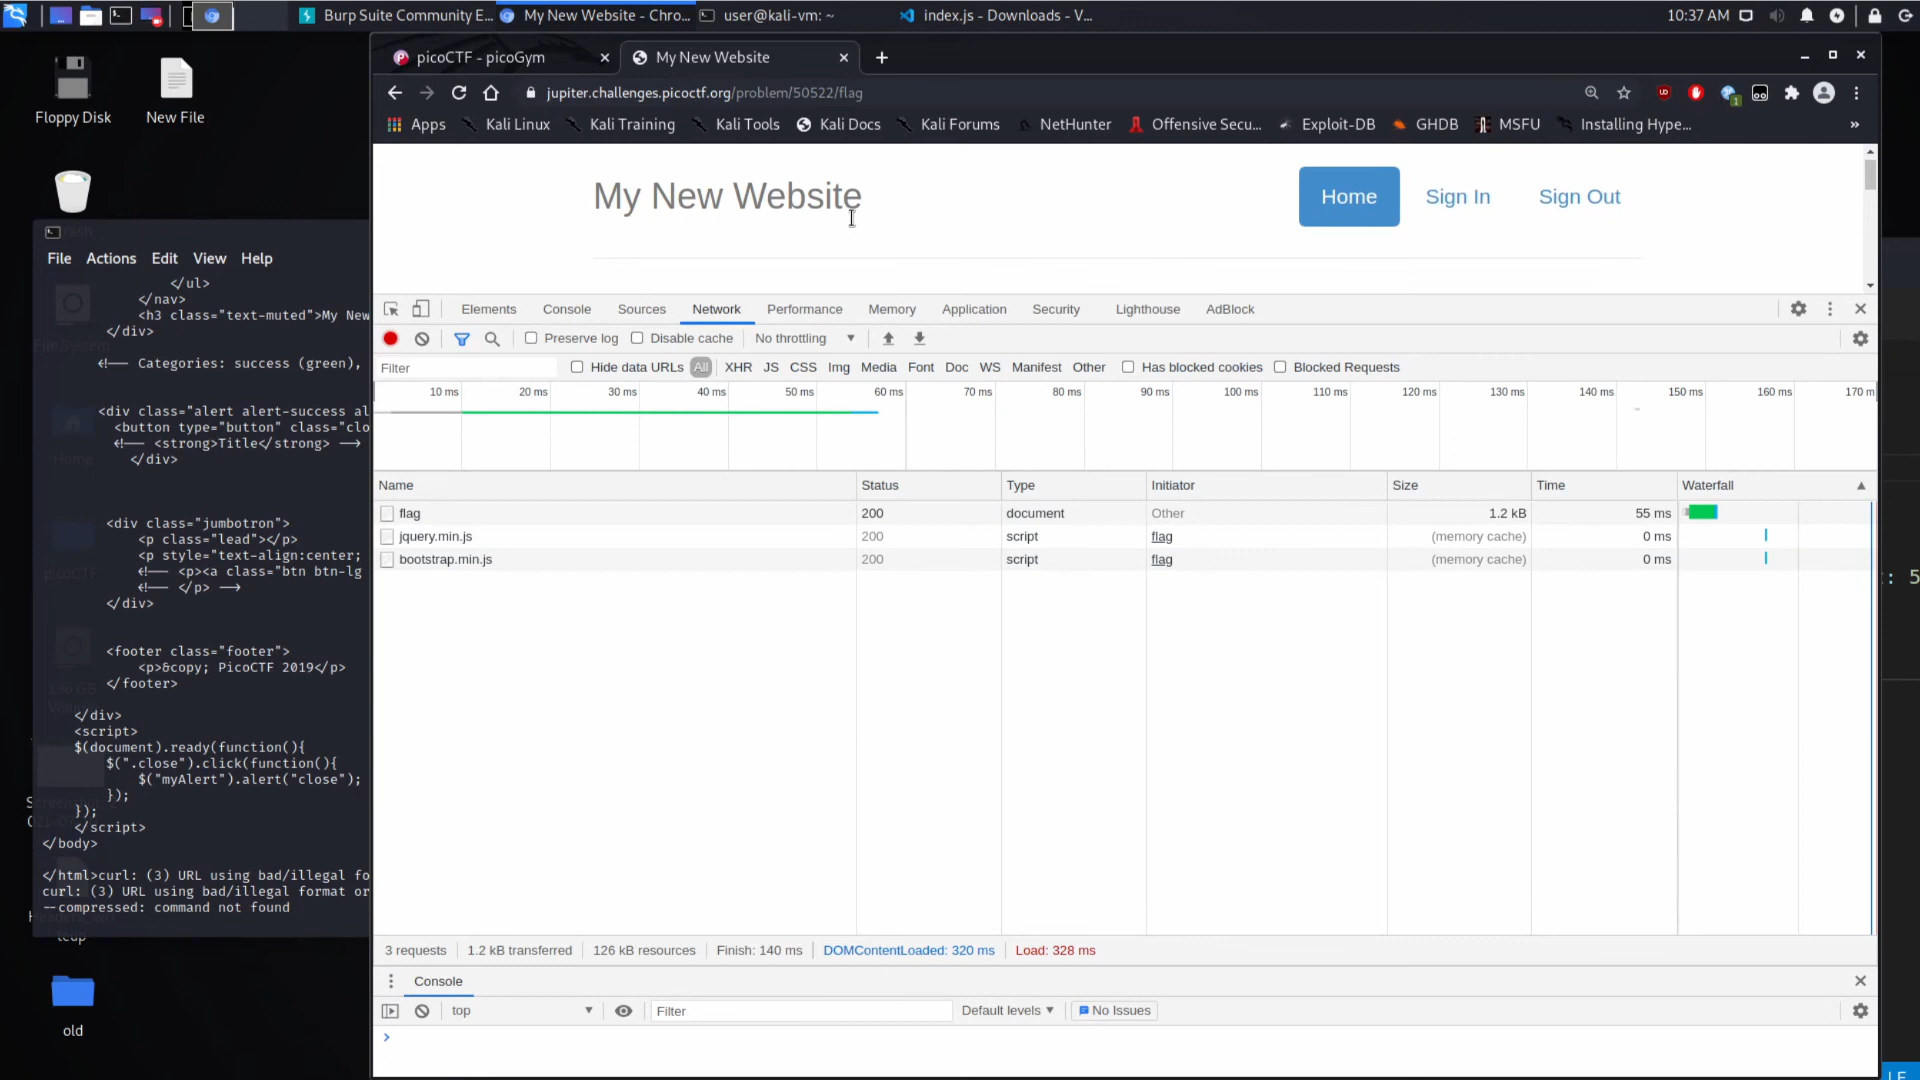 Burp Suite Community E...
My New Website - Chro...
user@kali-vm: ~
index.js - Downloads - V...
10:37 AM
Floppy Disk
New File
picoCTF - picoGym
My New Website
jupiter.challenges.picoctf.org/problem/50522/flag
Apps
Kali Linux
Kali Training
Kali Tools
Kali Docs
Kali Forums
NetHunter
Offensive Secu...
Exploit-DB
GHDB
MSFU
Installing Hype...
»
My New Website
Home
Sign In
Sign Out
File Actions Edit View Help
</ul>
</nav>
<h3 class="text-muted">My New
</div>
<!-- Categories: success (green),
<div class="alert alert-success al
<button type="button" class="clo
<!-- <strong>Title</strong> -->
</div>
<div class="jumbotron">
<p class="lead"></p>
<p style="text-align:center;
<!-- <p><a class="btn btn-lg
<!-- </p> -->
</div>
<footer class="footer">
<p>&copy; PicoCTF 2019</p>
</footer>
</div>
<script>
$(document).ready(function(){
$(".close").click(function(){
$("myAlert").alert("close");
});
});
</script>
</body>
</html>curl: (3) URL using bad/illegal fo
curl: (3) URL using bad/illegal format or
--compressed: command not found
old
Elements Console Sources Network Performance Memory Application Security Lighthouse AdBlock
Preserve log Disable cache No throttling
Filter Hide data URLs All XHR JS CSS Img Media Font Doc WS Manifest Other Has blocked cookies Blocked Requests
10 ms 20 ms 30 ms 40 ms 50 ms 60 ms 70 ms 80 ms 90 ms 100 ms 110 ms 120 ms 130 ms 140 ms 150 ms 160 ms 170 m
Name Status Type Initiator Size Time Waterfall
flag 200 document Other 1.2 kB 55 ms
jquery.min.js 200 script flag (memory cache) 0 ms
bootstrap.min.js 200 script flag (memory cache) 0 ms
3 requests 1.2 kB transferred 126 kB resources Finish: 140 ms DOMContentLoaded: 320 ms Load: 328 ms
Console
top Filter Default levels No Issues
>
: 5
LF